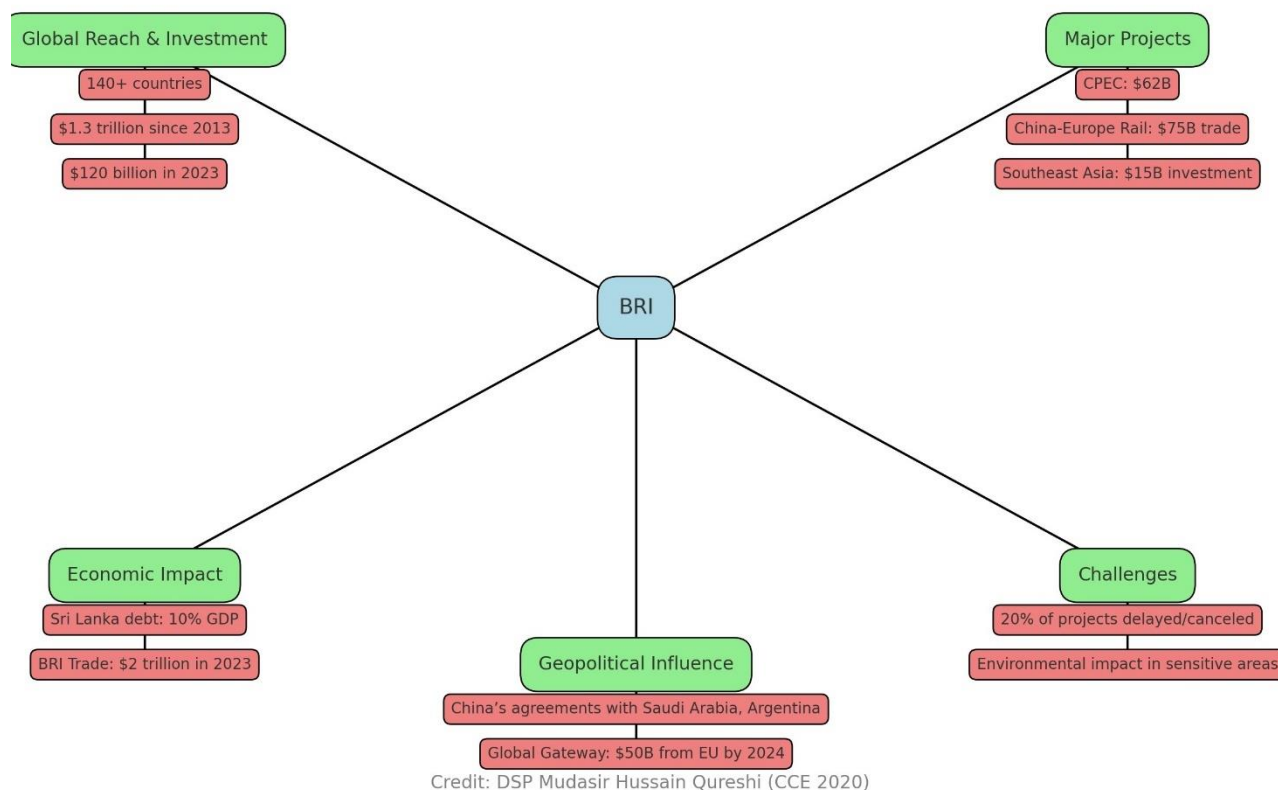 Global Reach & Investment
140+ countries
$1.3 trillion since 2013
$120 billion in 2023
Major Projects
CPEC: $62B
China-Europe Rail: $75B trade
Southeast Asia: $15B investment
BRI
Economic Impact
Sri Lanka debt: 10% GDP
BRI Trade: $2 trillion in 2023
Geopolitical Influence
China’s agreements with Saudi Arabia, Argentina
Global Gateway: $50B from EU by 2024
Challenges
20% of projects delayed/canceled
Environmental impact in sensitive areas
Credit: DSP Mudasir Hussain Qureshi (CCE 2020)